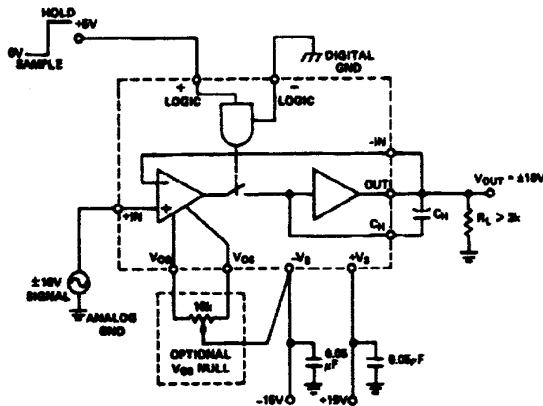 HOLD
+5V
0V
SAMPLE
DIGITAL
GND
+
LOGIC
−
LOGIC
-IN
−
+
+IN
OUT
VOUT = ±10V
CH
RL > 2k
CH
VOS
VOS
-VS
+VS
±10V
SIGNAL
ANALOG
GND
10k
OPTIONAL
VOS NULL
0.05
µF
0.05µF
-15V
+15V